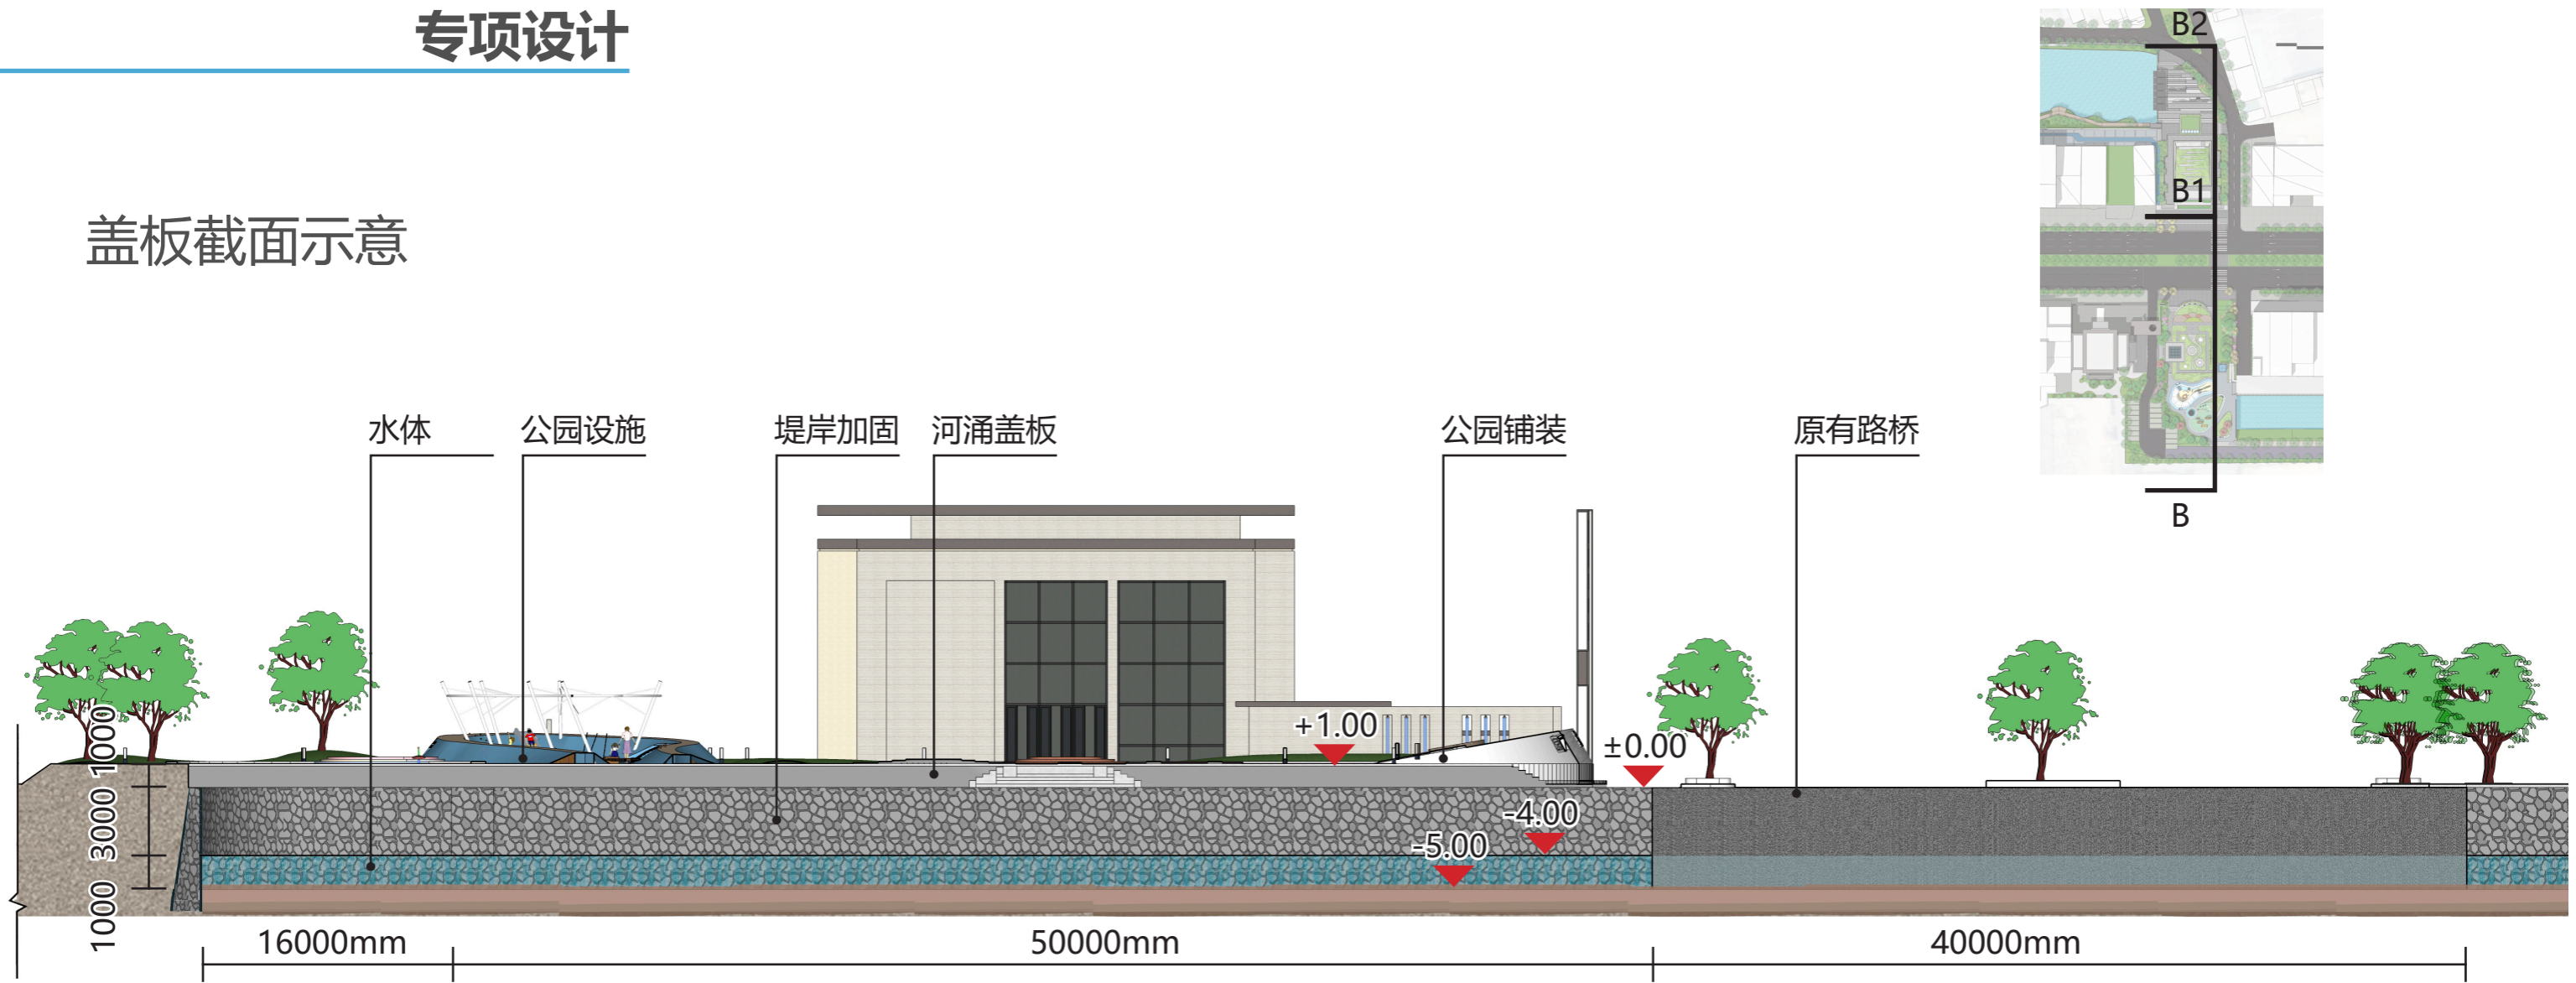 专项设计
盖板截面示意
B2
B1
B
水体
公园设施
堤岸加固
河涌盖板
公园铺装
原有路桥
+1.00
±0.00
-4.00
-5.00
1000
3000
1000
16000mm
50000mm
40000mm